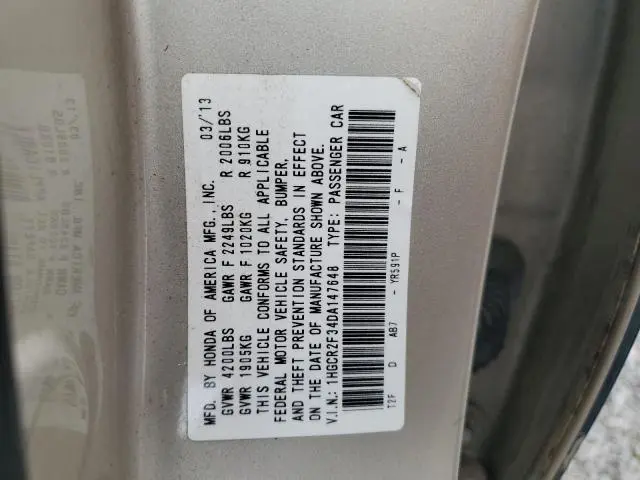 MFD. BY HONDA OF AMERICA MFG., INC. 03/'13
GVWR 4200LBS GAWR F 2249LBS R 2006LBS
GVWR 1905KG GAWR F 1020KG R 910KG
THIS VEHICLE CONFORMS TO ALL APPLICABLE
FEDERAL MOTOR VEHICLE SAFETY, BUMPER,
AND THEFT PREVENTION STANDARDS IN EFFECT
ON THE DATE OF MANUFACTURE SHOWN ABOVE.
V.I.N.: 1HGCR2F34DA147648 TYPE: PASSENGER CAR
T2F D AB7 - YR591P - F - A